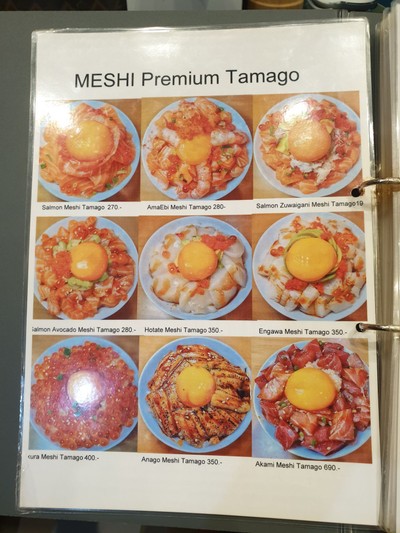 MESHI Premium Tamago
Salmon Meshi Tamago 270.-
AmaEbi Meshi Tamago 280-
Salmon Zuwaigani Meshi Tamago19
Salmon Avocado Meshi Tamago 280.-
Hotate Meshi Tamago 350.-
Engawa Meshi Tamago 350.-
kura Meshi Tamago 400.-
Anago Meshi Tamago 350.-
Akami Meshi Tamago 690.-